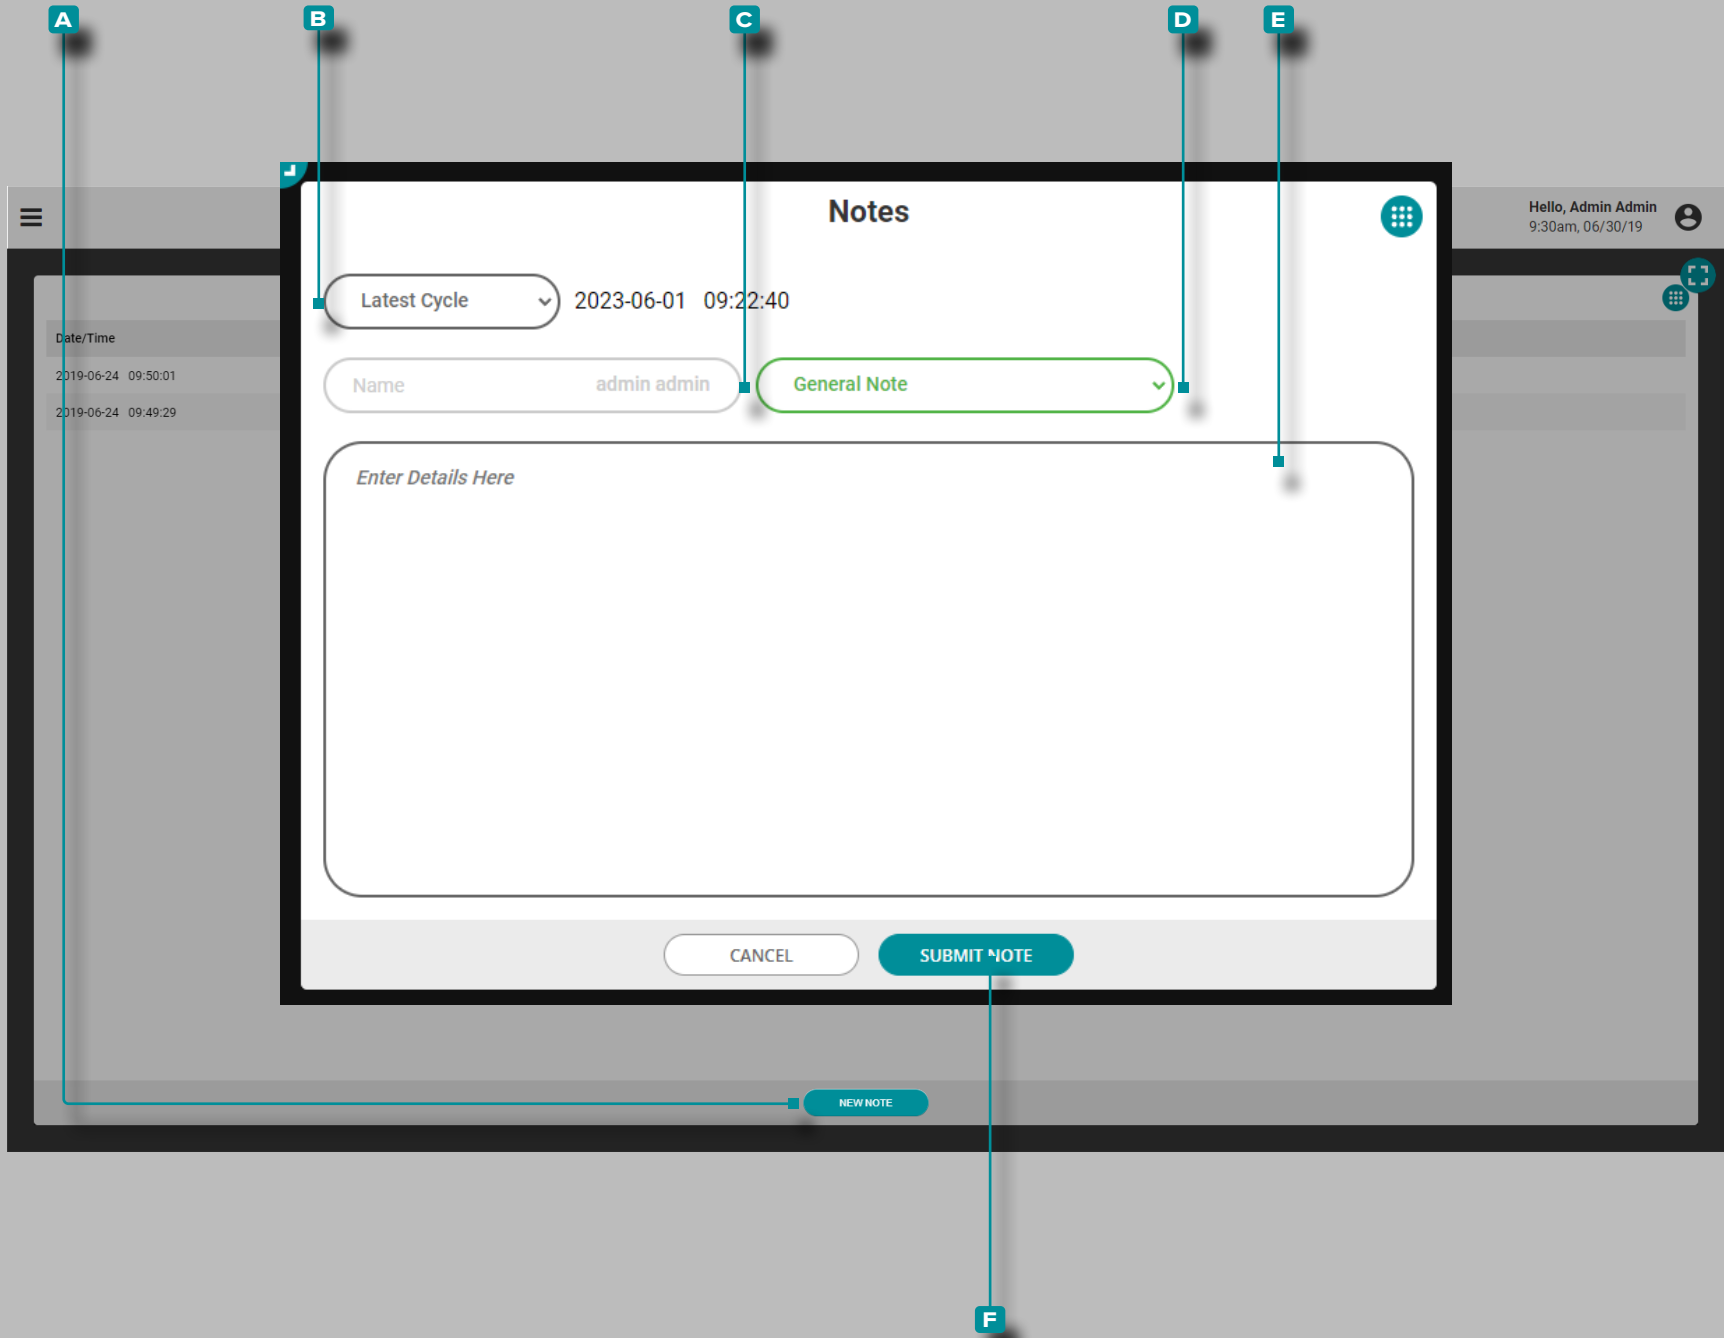 A
B
C
D
E
Notes
Hello, Admin Admin
9:30am, 06/30/19
Latest Cycle
2023-06-01 09:22:40
Date/Time
2019-06-24 09:50:01
2019-06-24 09:49:29
Name
admin admin
General Note
Enter Details Here
CANCEL
SUBMIT NOTE
NEW NOTE
F